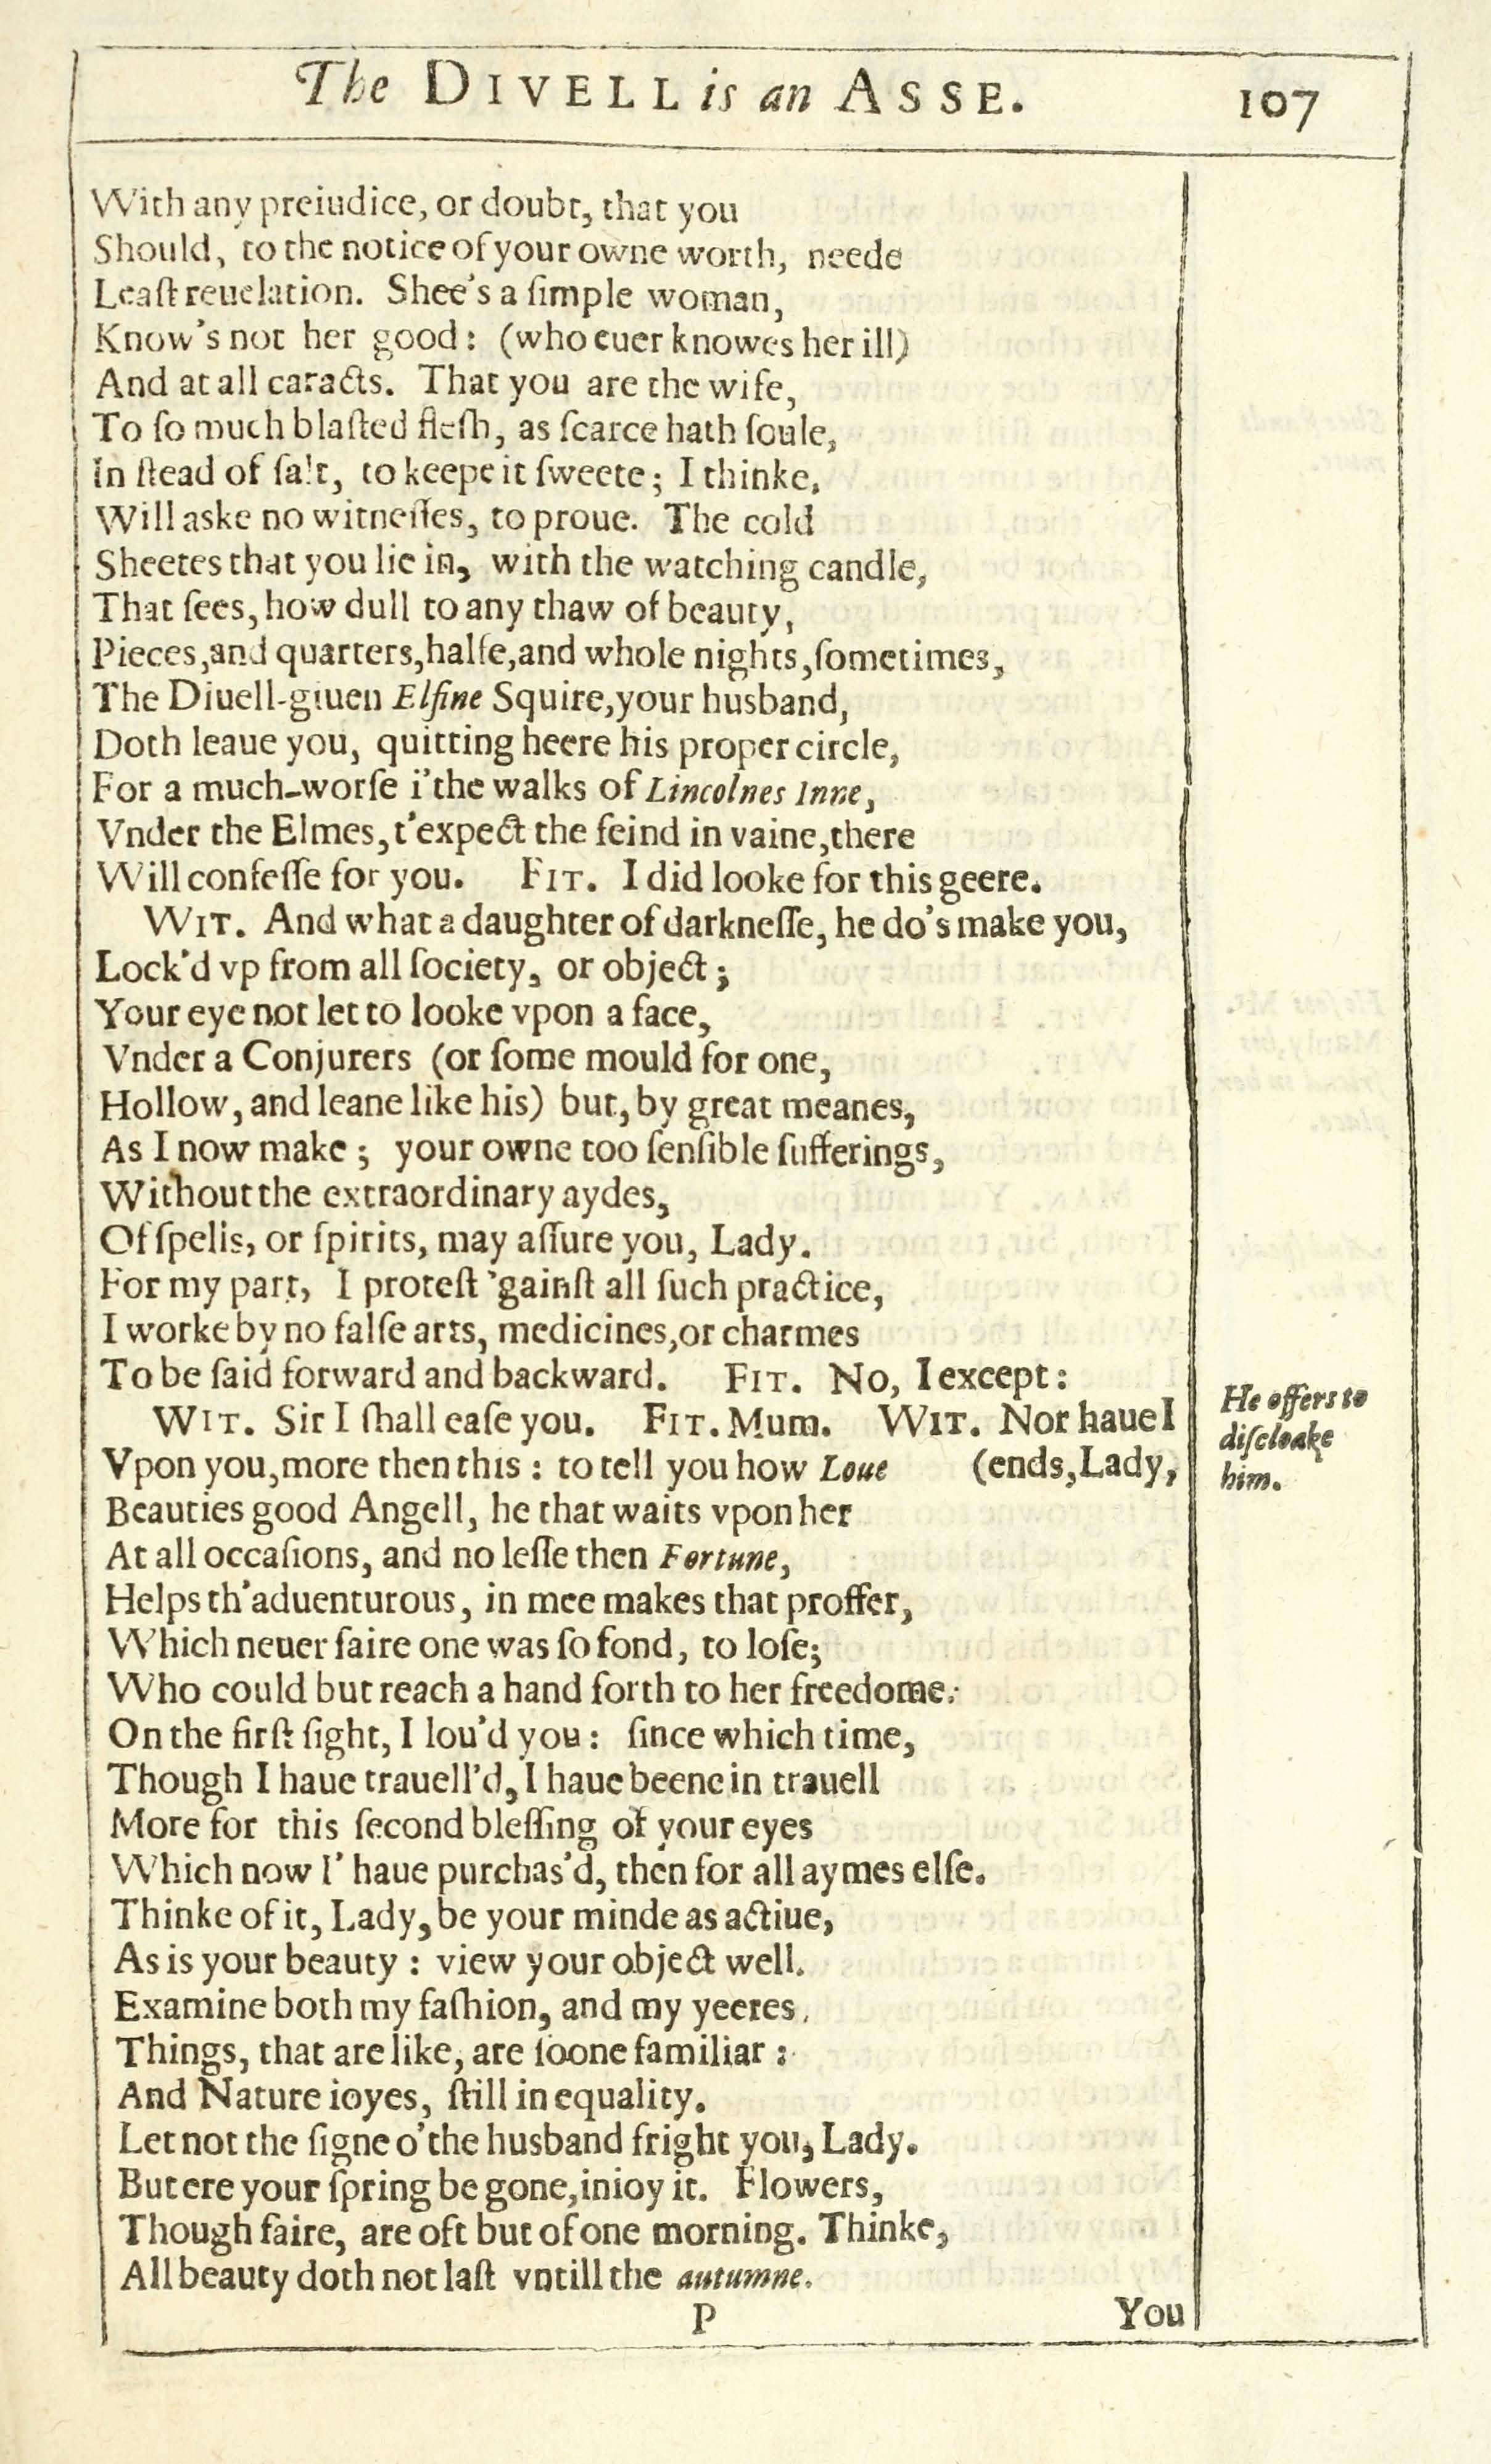 The DIVELL is an ASSE. 107
With any preiudice, or doubt, that you
Should, to the notice of your owne worth, neede
Leaſt reuelation. Shee's a ſimple woman,
Know's not her good: (who euer knowes her ill)
And at all caracts. That you are the wife,
To ſo much blaſted fleſh, as ſcarce hath ſoule,
In ſtead of ſalt, to keepe it ſweete; I thinke,
Will aske no witneſſes, to proue. The cold
Sheetes that you lie in, with the watching candle,
That ſees, how dull to any thaw of beauty,
Pieces, and quarters, halfe, and whole nights, ſometimes,
The Diuell-giuen Elfine Squire, your husband,
Doth leaue you, quitting heere his proper circle,
For a much-worſe i'the walks of Lincolnes Inne,
Vnder the Elmes, t'expect the feind in vaine, there
Will confeſſe for you. FIT. I did looke for this geere.
WIT. And what a daughter of darkneſſe, he do's make you,
Lock'd vp from all ſociety, or object;
Your eye not let to looke vpon a face,
Vnder a Conjurers (or ſome mould for one,
Hollow, and leane like his) but, by great meanes,
As I now make; your owne too ſenſible ſufferings,
Without the extraordinary aydes,
Of ſpells, or ſpirits, may aſſure you, Lady.
For my part, I proteſt 'gainſt all ſuch practice,
I worke by no falſe arts, medicines, or charmes
To be ſaid forward and backward. FIT. No, I except:
WIT. Sir I ſhall eaſe you. FIT. Mum. WIT. Nor haue I
Vpon you, more then this: to tell you how Loue (ends, Lady,
He offers to
diſcloake
him.
Beauties good Angell, he that waits vpon her
At all occaſions, and no leſſe then Fortune,
Helps th'aduenturous, in mee makes that proffer,
Which neuer faire one was ſo fond, to loſe;
Who could but reach a hand forth to her freedome:
On the firſt ſight, I lou'd you: ſince which time,
Though I haue trauell'd, I haue beene in trauell
More for this ſecond bleſſing of your eyes
Which now I' haue purchas'd, then for all aymes elſe.
Thinke of it, Lady, be your minde as actiue,
As is your beauty: view your object well.
Examine both my faſhion, and my yeeres,
Things, that are like, are ſoone familiar:
And Nature ioyes, ſtill in equality.
Let not the ſigne o'the husband fright you, Lady.
But ere your ſpring be gone, inioy it. Flowers,
Though faire, are oft but of one morning. Thinke,
All beauty doth not laſt vntill the autumne.
P You